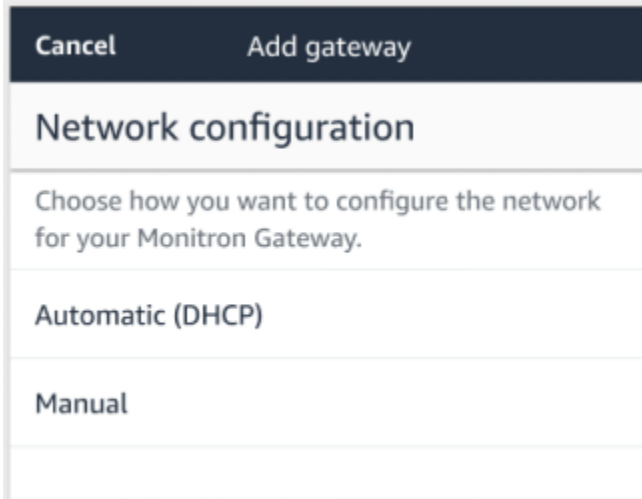 Cancel Add gateway
Network configuration
Choose how you want to configure the network
for your Monitron Gateway.
Automatic (DHCP)
Manual